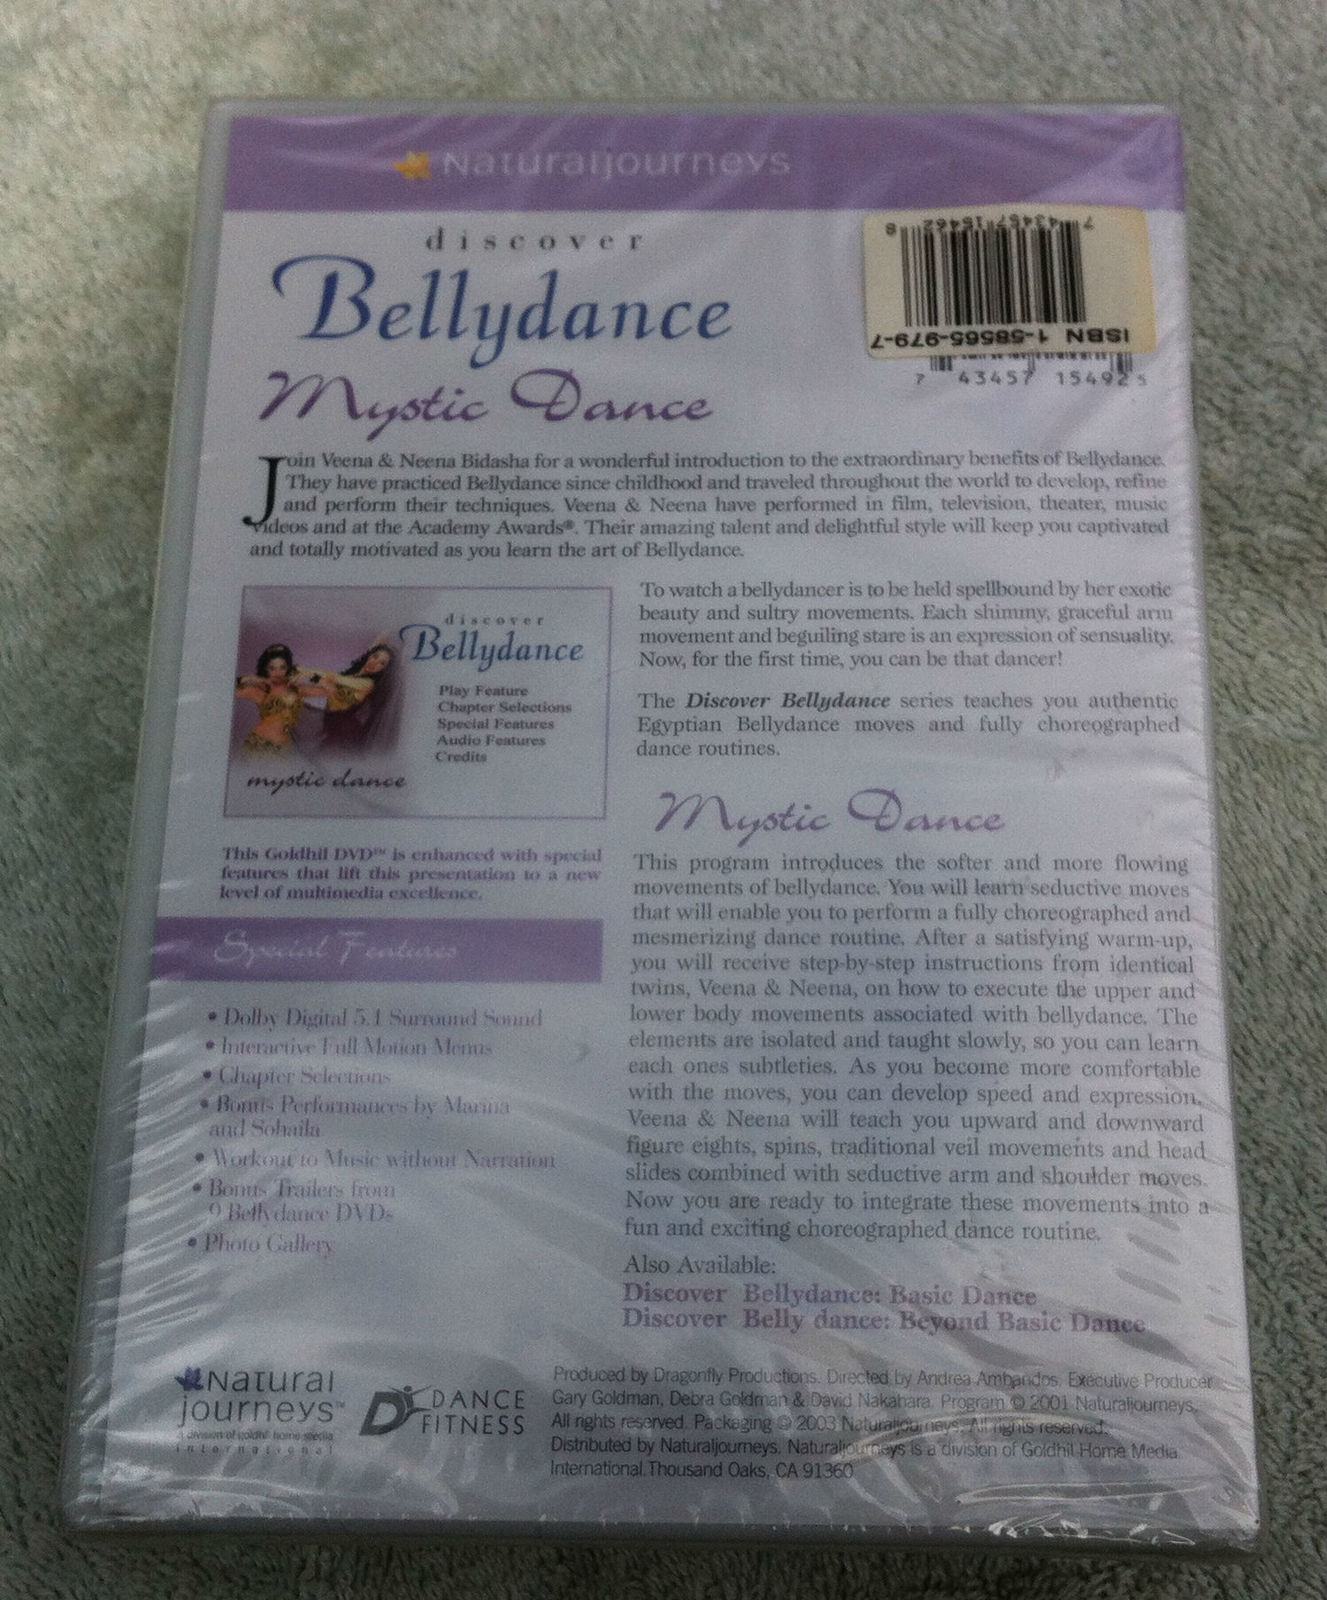 Naturaljourneys
discover
Bellydance
Mystic Dance
7 43457 15462 8
ISBN 1-58565-979-7
7 43457 15492 5
Join Veena & Neena Bidasha for a wonderful introduction to the extraordinary benefits of Bellydance.
They have practiced Bellydance since childhood and traveled throughout the world to develop, refine
and perform their techniques. Veena & Neena have performed in film, television, theater, music
videos and at the Academy Awards®. Their amazing talent and delightful style will keep you captivated
and totally motivated as you learn the art of Bellydance.
discover
Bellydance
Play Feature
Chapter Selections
Special Features
Audio Features
Credits
mystic dance
This Goldhil DVD™ is enhanced with special
features that lift this presentation to a new
level of multimedia excellence.
Special Features
• Dolby Digital 5.1 Surround Sound
• Interactive Full Motion Menus
• Chapter Selections
• Bonus Performances by Marina
and Sohaila
• Workout to Music without Narration
• Bonus Trailers from
9 Bellydance DVDs
• Photo Gallery
To watch a bellydancer is to be held spellbound by her exotic
beauty and sultry movements. Each shimmy, graceful arm
movement and beguiling stare is an expression of sensuality.
Now, for the first time, you can be that dancer!
The Discover Bellydance series teaches you authentic
Egyptian Bellydance moves and fully choreographed
dance routines.
Mystic Dance
This program introduces the softer and more flowing
movements of bellydance. You will learn seductive moves
that will enable you to perform a fully choreographed and
mesmerizing dance routine. After a satisfying warm-up,
you will receive step-by-step instructions from identical
twins, Veena & Neena, on how to execute the upper and
lower body movements associated with bellydance. The
elements are isolated and taught slowly, so you can learn
each ones subtleties. As you become more comfortable
with the moves, you can develop speed and expression.
Veena & Neena will teach you upward and downward
figure eights, spins, traditional veil movements and head
slides combined with seductive arm and shoulder moves.
Now you are ready to integrate these movements into a
fun and exciting choreographed dance routine.
Also Available:
Discover Bellydance: Basic Dance
Discover Belly dance: Beyond Basic Dance
Natural
journeys™
a division of goldhil home media
international
DANCE
FITNESS
Produced by Dragonfly Productions. Directed by Andrea Ambandos. Executive Producer
Gary Goldman, Debra Goldman & David Nakahara. Program © 2001 Naturaljourneys.
All rights reserved. Packaging © 2003 Naturaljourneys. All rights reserved.
Distributed by Naturaljourneys. Naturaljourneys is a division of Goldhil Home Media
International. Thousand Oaks, CA 91360